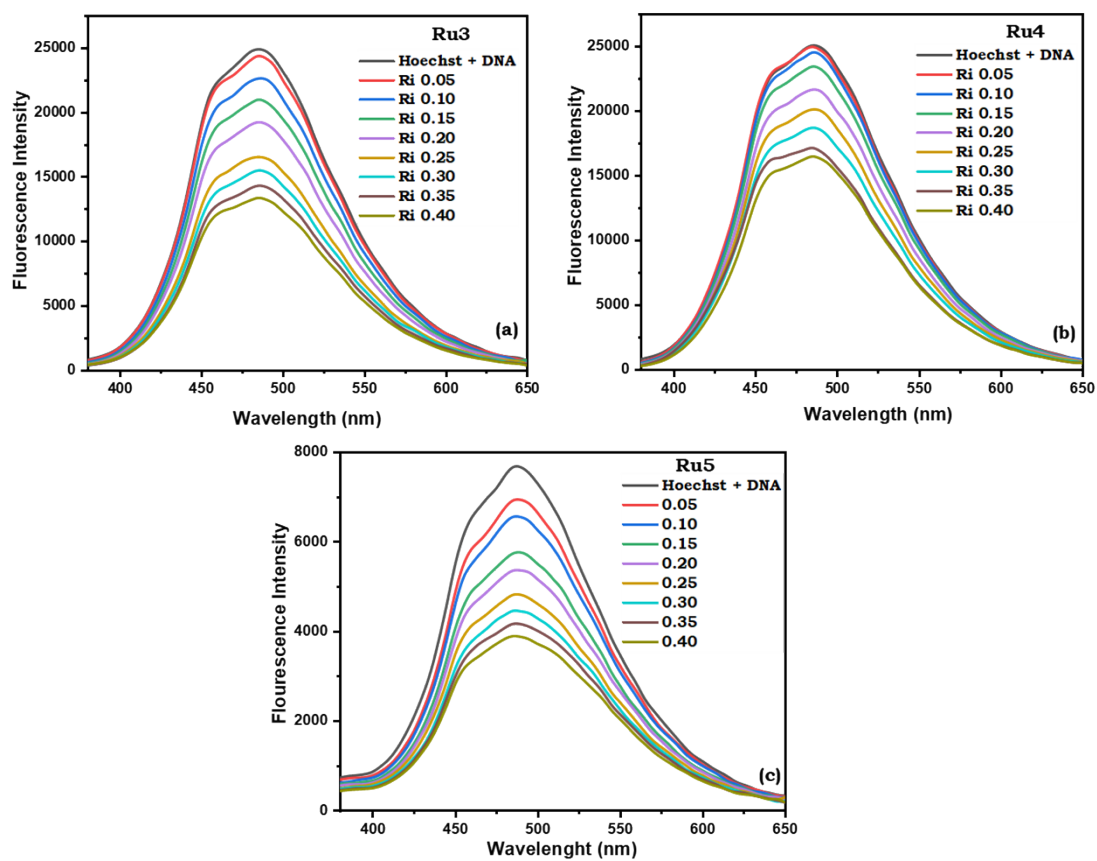 Ru3
Hoechst + DNA
Ri 0.05
Ri 0.10
Ri 0.15
Ri 0.20
Ri 0.25
Ri 0.30
Ri 0.35
Ri 0.40
25000
20000
15000
10000
5000
0
Fluorescence Intensity
(a)
400 450 500 550 600 650
Wavelength (nm)
Ru4
Hoechst + DNA
Ri 0.05
Ri 0.10
Ri 0.15
Ri 0.20
Ri 0.25
Ri 0.30
Ri 0.35
Ri 0.40
25000
20000
15000
10000
5000
0
Fluorescence Intensity
(b)
400 450 500 550 600 650
Wavelength (nm)
Ru5
Hoechst + DNA
0.05
0.10
0.15
0.20
0.25
0.30
0.35
0.40
8000
6000
4000
2000
0
Flourescence Intensity
(c)
400 450 500 550 600 650
Wavelenght (nm)